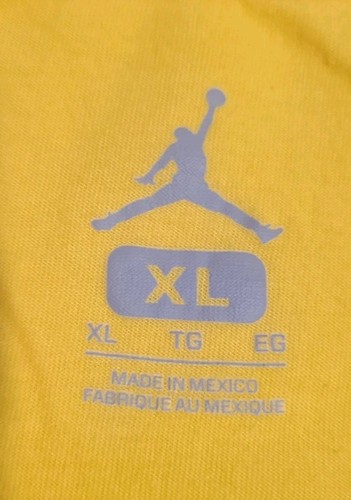 XL
XL TG EG
MADE IN MEXICO
FABRIQUE AU MEXIQUE